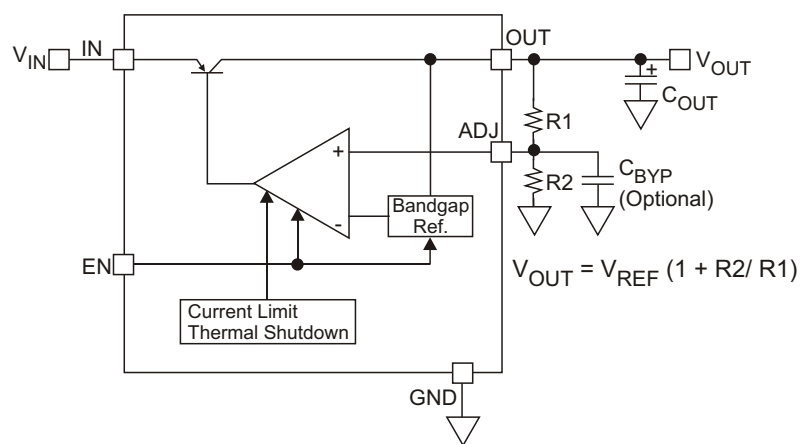 V_IN
IN
OUT
V_OUT
+
C_OUT
R1
ADJ
+
C_BYP
R2
(Optional)
Bandgap
Ref.
-
EN
V_OUT = V_REF (1 + R2/ R1)
Current Limit
Thermal Shutdown
GND